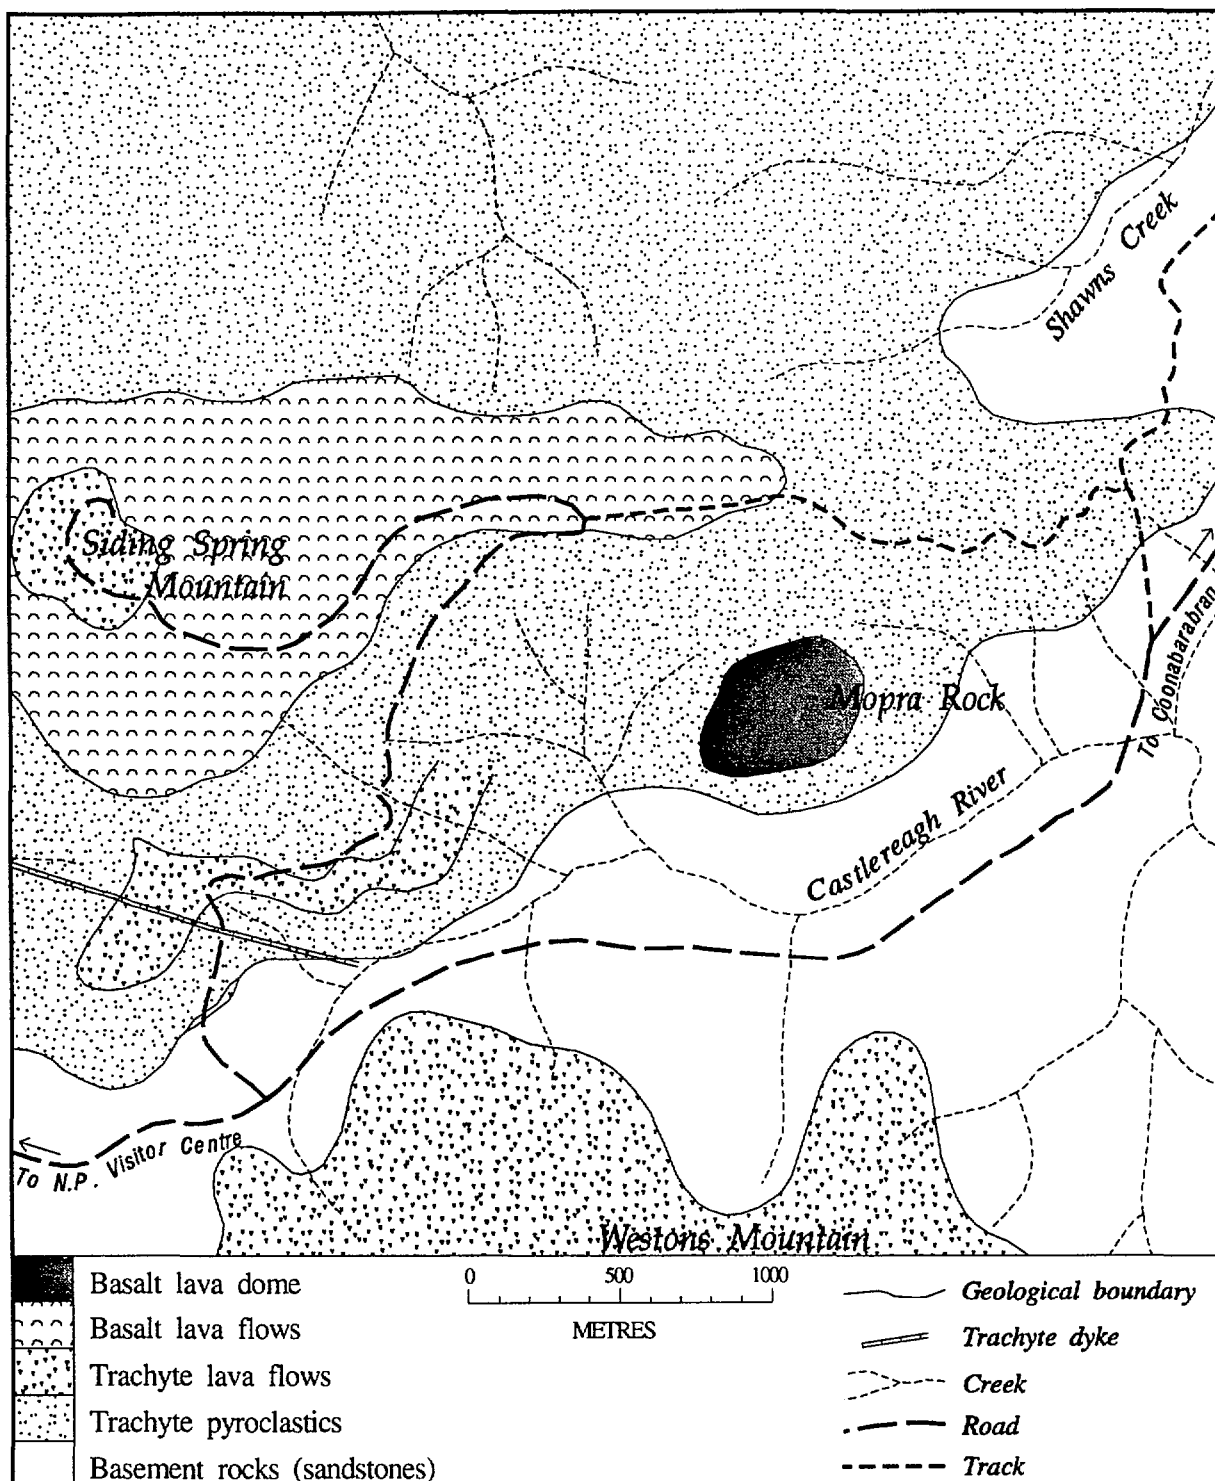 Shawns Creek
Siding Spring
Mountain
Mopra Rock
To Coonabarabran
Castlereagh River
To N.P. Visitor Centre
Westons Mountain
Basalt lava dome
Basalt lava flows
Trachyte lava flows
Trachyte pyroclastics
Basement rocks (sandstones)
0 500 1000
METRES
Geological boundary
Trachyte dyke
Creek
Road
Track